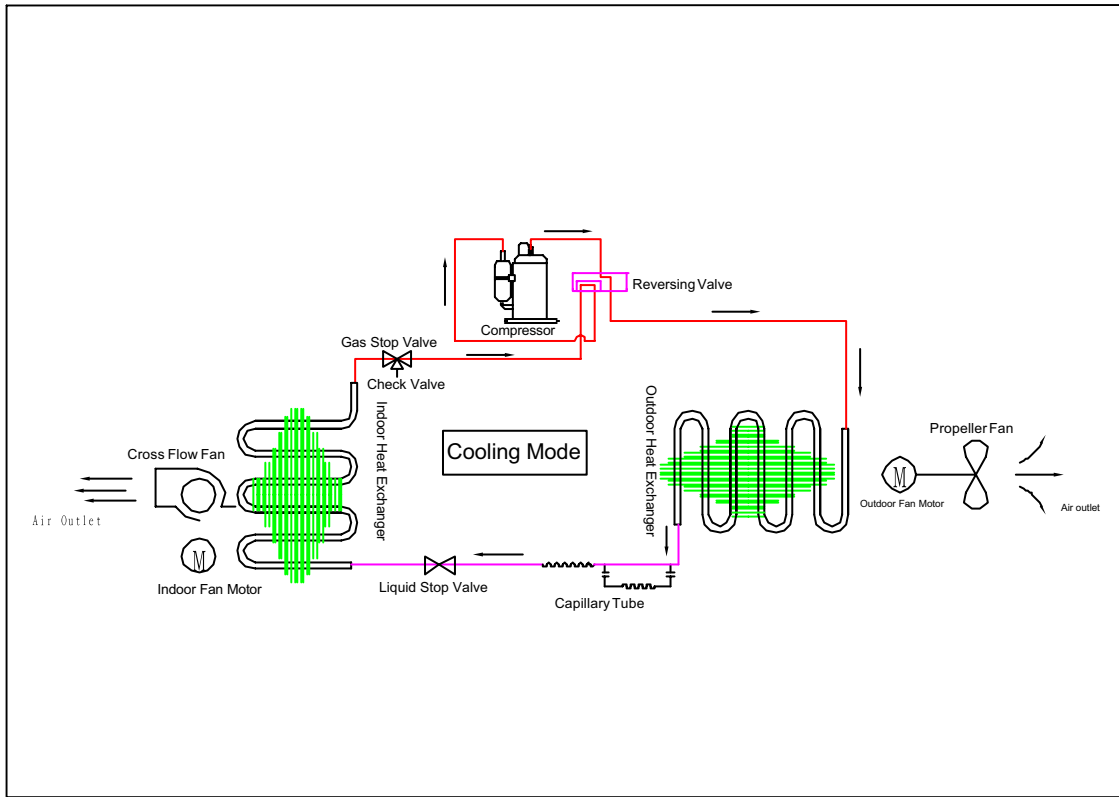 Reversing Valve
Compressor
Gas Stop Valve
Check Valve
Indoor Heat Exchanger
Outdoor Heat Exchanger
Cooling Mode
Cross Flow Fan
Propeller Fan
M
Outdoor Fan Motor
Air outlet
Air Outlet
M
Indoor Fan Motor
Liquid Stop Valve
Capillary Tube